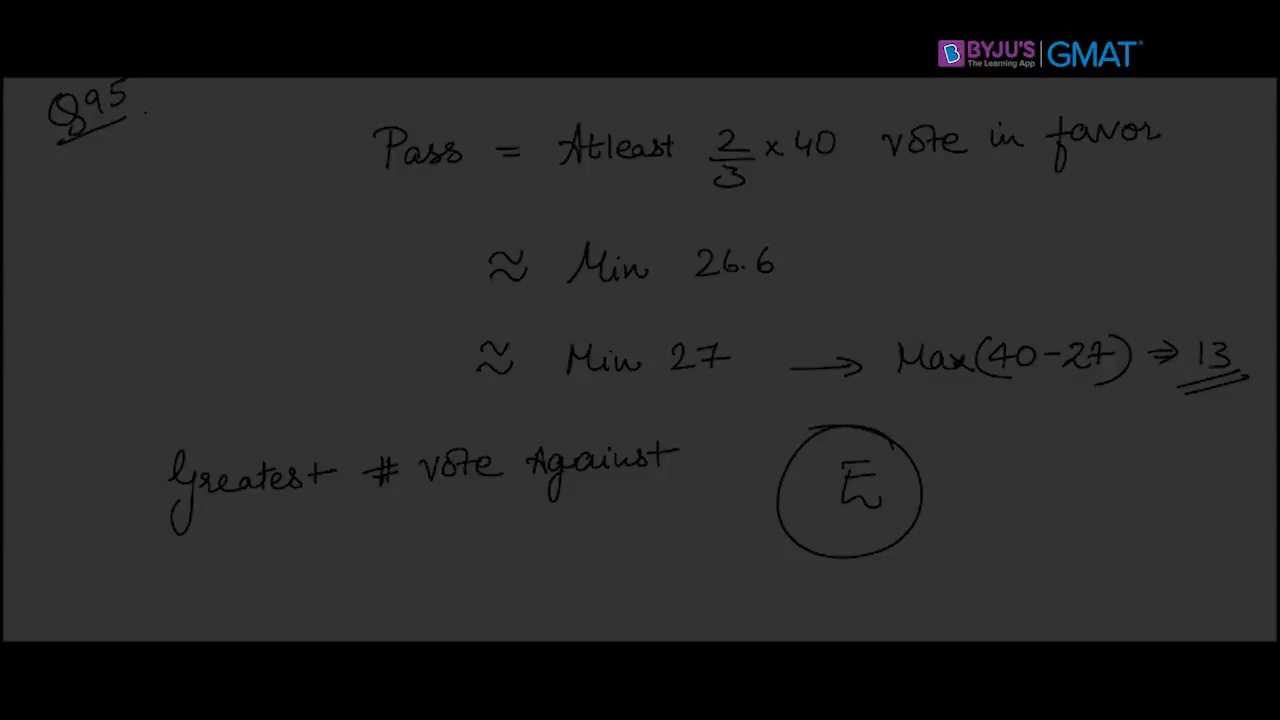 BYJU'S
The Learning App
GMAT
Q95.
Pass = Atleast 2/3 × 40 vote in favor
≈ Min 26.6
≈ Min 27 → Max(40-27) ⇒ 13
Greatest # vote Against
E